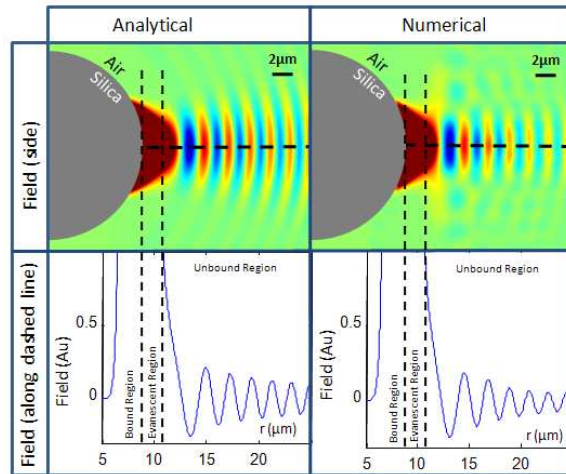 Analytical
Numerical
Field (side)
Air
Silica
2μm
Air
Silica
2μm
Field (along dashed line)
Field (Au)
0.5
0
Bound Region
Evanescent Region
Unbound Region
r (μm)
5
10
15
20
Field (Au)
0.5
0
Bound Region
Evanescent Region
Unbound Region
r (μm)
5
10
15
20